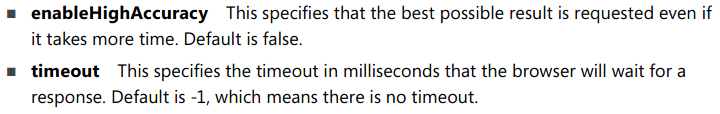 ▪ enableHighAccuracy This specifies that the best possible result is requested even if
it takes more time. Default is false.
▪ timeout This specifies the timeout in milliseconds that the browser will wait for a
response. Default is -1, which means there is no timeout.